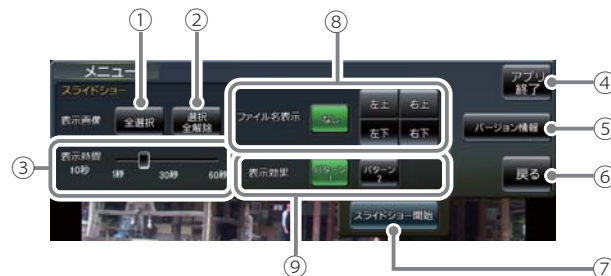 ① ② ⑧
メニュー
スライドショー
表示画像 全選択 選択全解除
ファイル名表示 なし 左上 右上 左下 右下
アプリ終了 ④
バージョン情報 ⑤
③ 表示時間 10秒 1秒 30秒 60秒
表示効果 パターン1 パターン2
戻る ⑥
スライドショー開始
⑨ ⑦